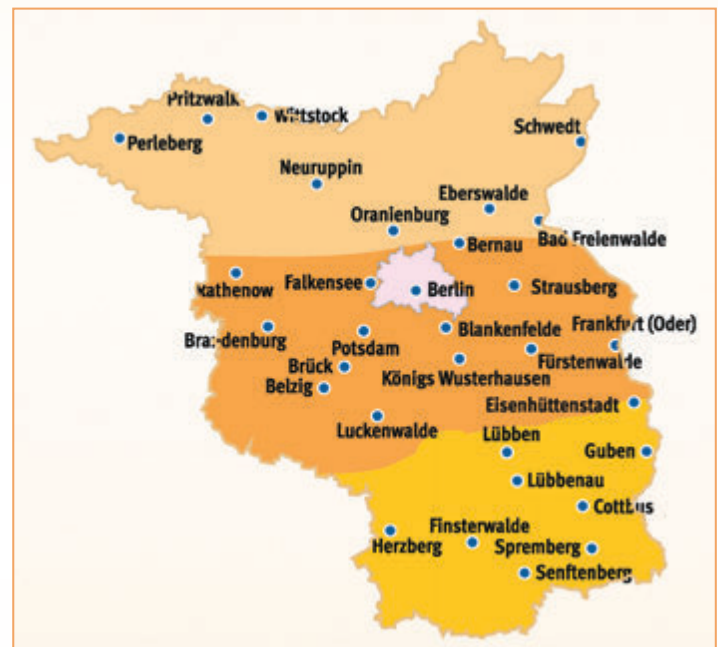 Pritzwalk
Wittstock
Perleberg
Schwedt
Neuruppin
Eberswalde
Oranienburg
Bad Freienwalde
Bernau
Rathenow
Falkensee
Berlin
Strausberg
Brandenburg
Potsdam
Blankenfelde
Frankfurt (Oder)
Brück
Fürstenwalde
Belzig
Königs Wusterhausen
Eisenhüttenstadt
Luckenwalde
Lübben
Guben
Lübbenau
Cottbus
Herzberg
Finsterwalde
Spremberg
Senftenberg